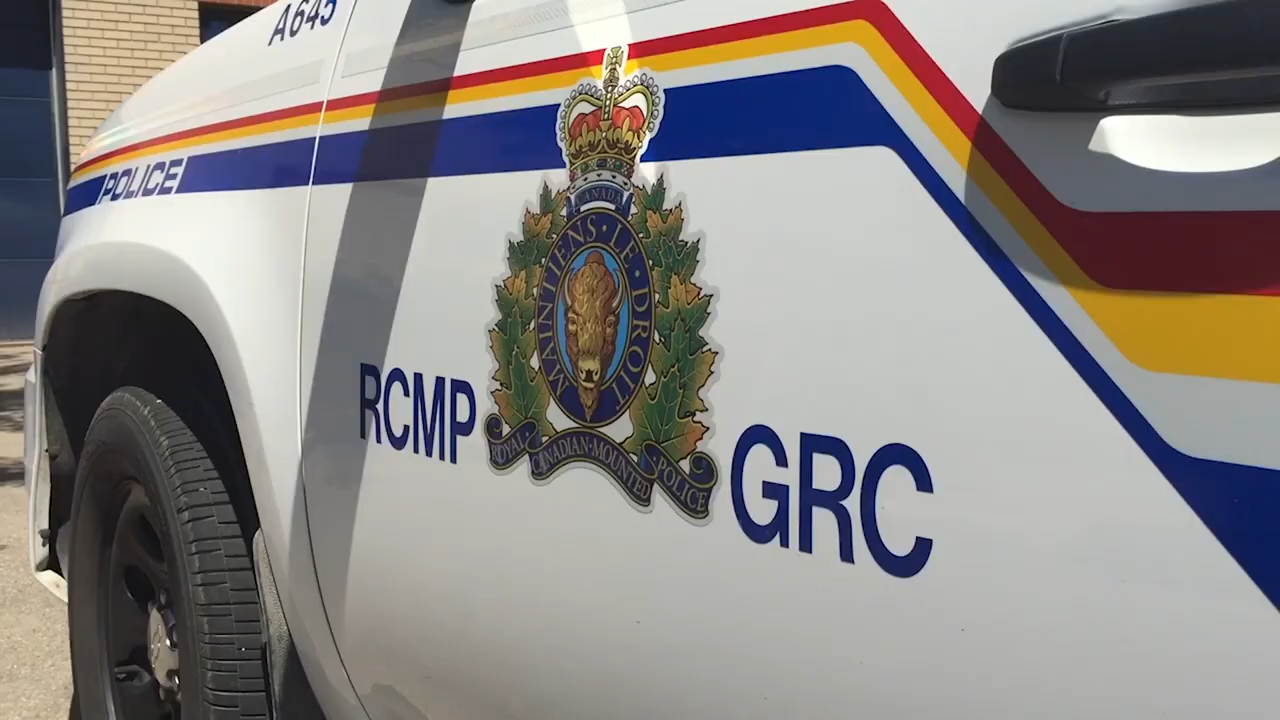 A645
POLICE
CANADA
MAINTIENS·LE·DROIT
RCMP
GRC
ROYAL·CANADIAN·MOUNTED·POLICE